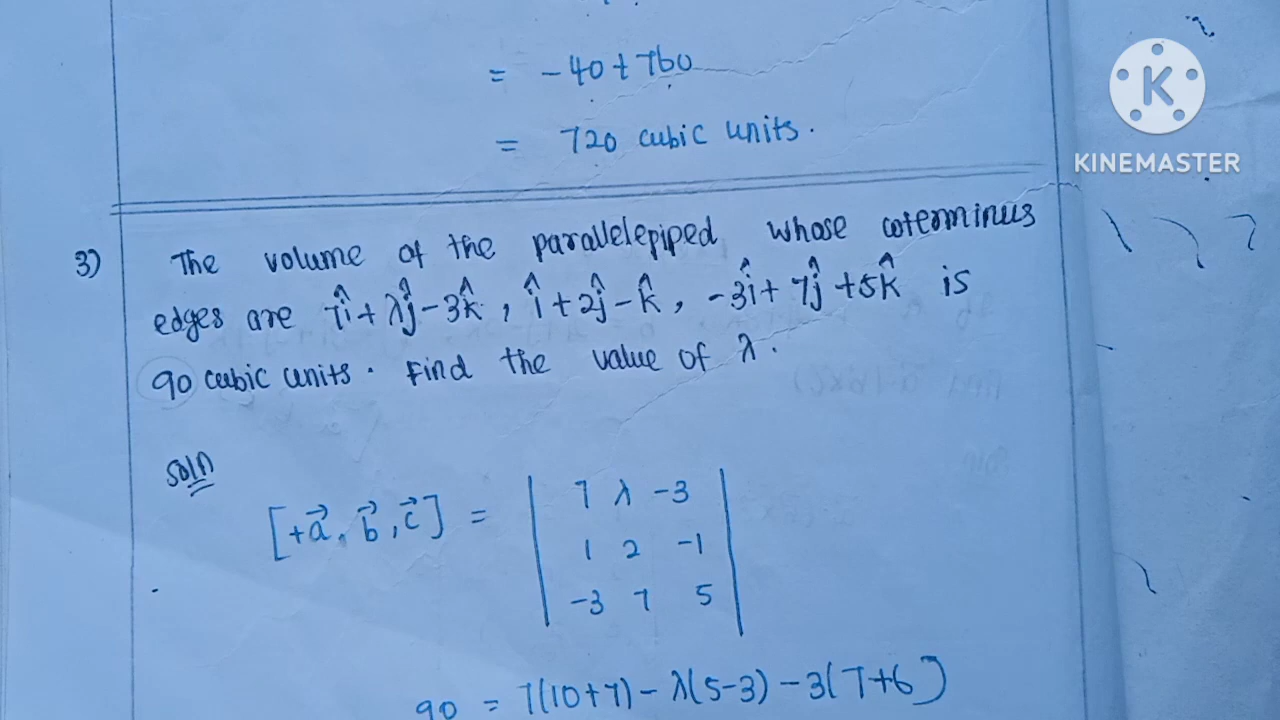 = -40+760
= 720 cubic units.
K
KINEMASTER
3) The volume of the parallelepiped whose coterminus
edges are 7î+λĵ-3k̂, î+2ĵ-k̂, -3î+7ĵ+5k̂ is
90 cubic units. Find the value of λ.
Soln
[+a⃗, b⃗, c⃗] = | 7 λ -3 |
| 1 2 -1 |
| -3 7 5 |
90 = 7(10+7) - λ(5-3) - 3(7+6)